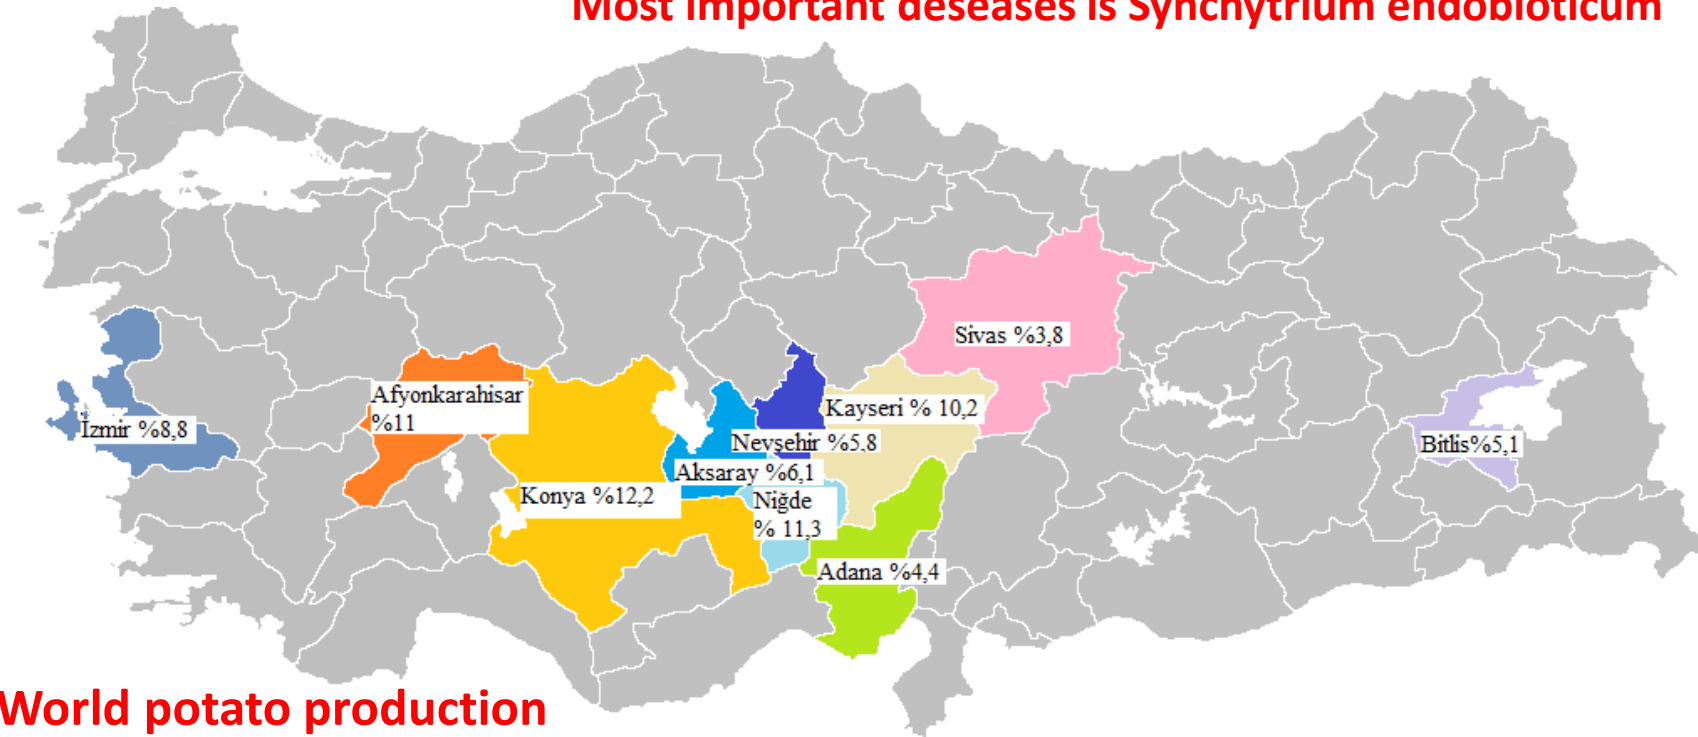 Most important deseases is Synchytrium endobioticum
Sivas %3,8
Afyonkarahisar
%11
Kayseri % 10,2
İzmir %8,8
Nevşehir %5,8
Bitlis%5,1
Aksaray %6,1
Konya %12,2
Niğde
% 11,3
Adana %4,4
World potato production